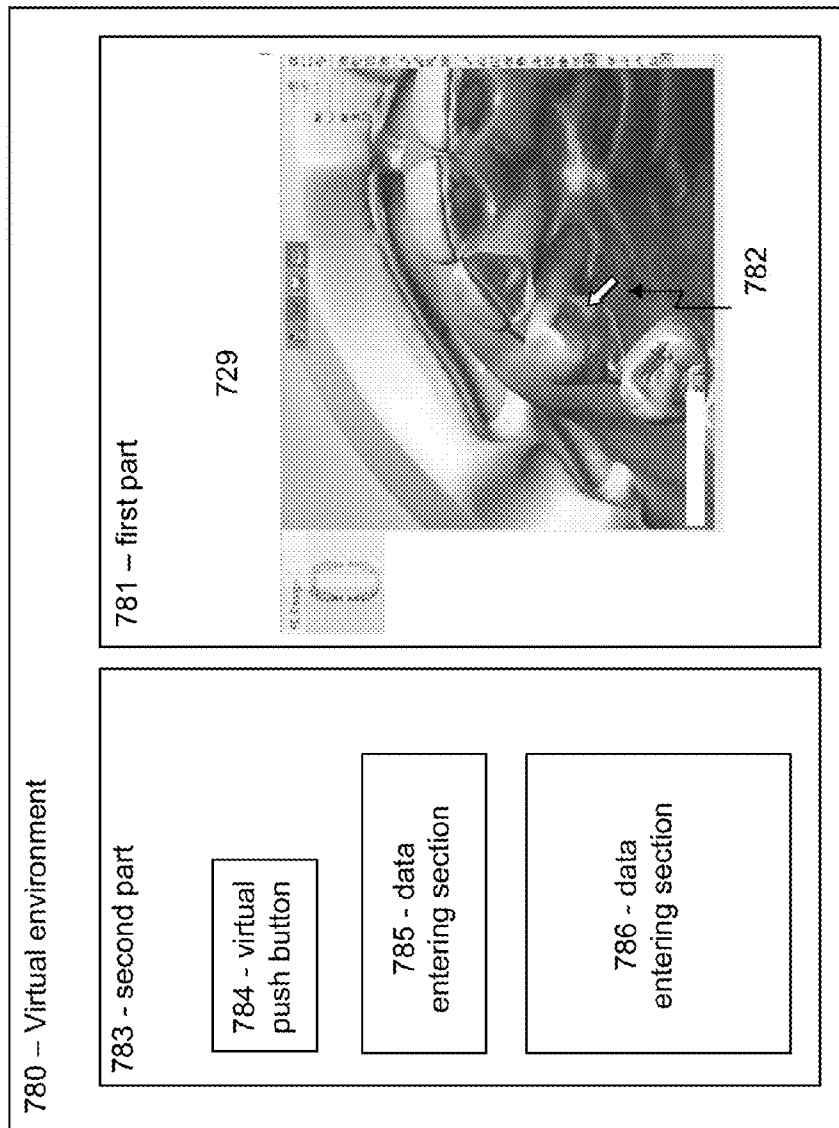 780 – Virtual environment
783 - second part
784 - virtual
push button
785 - data
entering section
786 - data
entering section
781 – first part
729
782